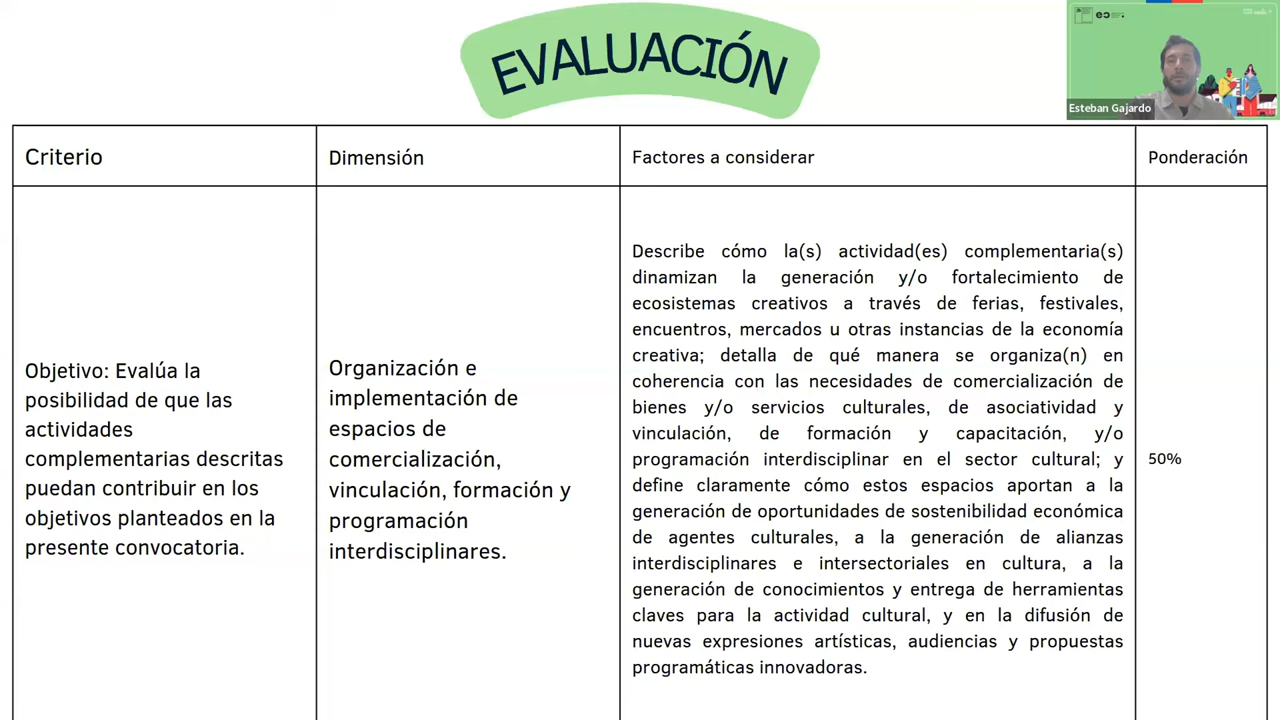 EVALUACIÓN
Esteban Gajardo
Criterio
Dimensión
Factores a considerar
Ponderación
Objetivo: Evalúa la
posibilidad de que las
actividades
complementarias descritas
puedan contribuir en los
objetivos planteados en la
presente convocatoria.
Organización e
implementación de
espacios de
comercialización,
vinculación, formación y
programación
interdisciplinares.
Describe cómo la(s) actividad(es) complementaria(s)
dinamizan la generación y/o fortalecimiento de
ecosistemas creativos a través de ferias, festivales,
encuentros, mercados u otras instancias de la economía
creativa; detalla de qué manera se organiza(n) en
coherencia con las necesidades de comercialización de
bienes y/o servicios culturales, de asociatividad y
vinculación, de formación y capacitación, y/o
programación interdisciplinar en el sector cultural; y
define claramente cómo estos espacios aportan a la
generación de oportunidades de sostenibilidad económica
de agentes culturales, a la generación de alianzas
interdisciplinares e intersectoriales en cultura, a la
generación de conocimientos y entrega de herramientas
claves para la actividad cultural, y en la difusión de
nuevas expresiones artísticas, audiencias y propuestas
programáticas innovadoras.
50%